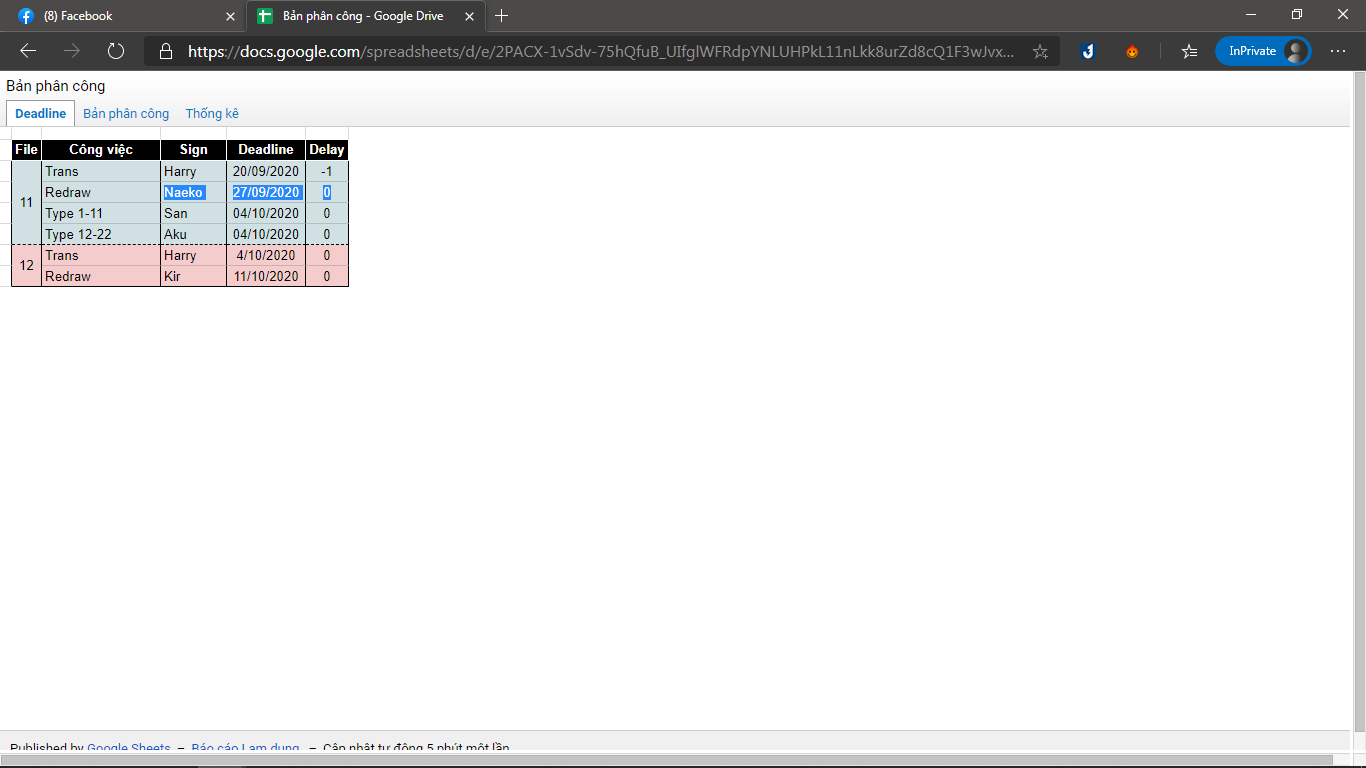 (8) Facebook
Bản phân công - Google Drive
https://docs.google.com/spreadsheets/d/e/2PACX-1vSdv-75hQfuB_UIfglWFRdpYNLUHPkL11nLkk8urZd8cQ1F3wJvx...
InPrivate
Bản phân công
Deadline Bản phân công Thống kê
File Công việc Sign Deadline Delay
11
Trans Harry 20/09/2020 -1
Redraw Naeko 27/09/2020 0
Type 1-11 San 04/10/2020 0
Type 12-22 Aku 04/10/2020 0
12
Trans Harry 4/10/2020 0
Redraw Kir 11/10/2020 0
Published by Google Sheets – Báo cáo Lạm dụng – Cập nhật tự động 5 phút một lần